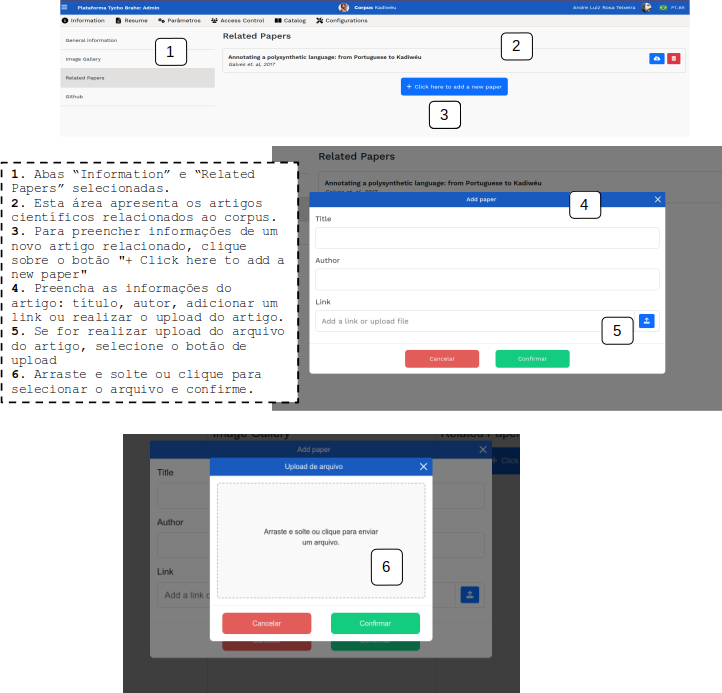 Plataforma Tycho Brahe: Admin
Corpus Kadiwéu
Andre Luiz Rosa Teixeira
PT-BR
Information Resume Parâmetros Access Control Catalog Configurations
General Information
Image Gallery
Related Papers
Github
1
Related Papers
2
Annotating a polysynthetic language: from Portuguese to Kadiwéu
Galves et. al, 2017
+ Click here to add a new paper
3
1. Abas “Information” e “Related
Papers” selecionadas.
2. Esta área apresenta os artigos
científicos relacionados ao corpus.
3. Para preencher informações de um
novo artigo relacionado, clique
sobre o botão "+ Click here to add a
new paper"
4. Preencha as informações do
artigo: título, autor, adicionar um
link ou realizar o upload do artigo.
5. Se for realizar upload do arquivo
do artigo, selecione o botão de
upload
6. Arraste e solte ou clique para
selecionar o arquivo e confirme.
Related Papers
Annotating a polysynthetic language: from Portuguese to Kadiwéu
Add paper
4
Title
Author
Link
Add a link or upload file
5
Cancelar Confirmar
Image Gallery
Related Paper
Add paper
+ Click
Upload de arquivo
Title
Author
Link
Add a link o
Arraste e solte ou clique para enviar
um arquivo.
6
Cancelar Confirmar